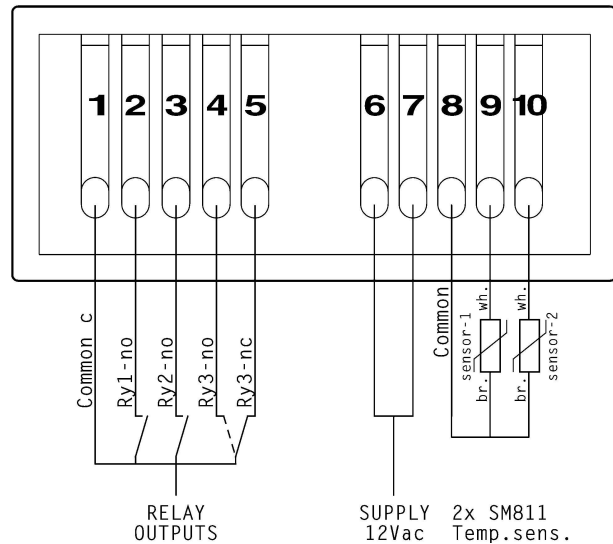 1 2 3 4 5 6 7 8 9 10
Common c
Ry1-no
Ry2-no
Ry3-no
Ry3-nc
Common
wh.
sensor-1
br.
wh.
sensor-2
br.
RELAY
OUTPUTS
SUPPLY
12Vac
2x SM811
Temp.sens.